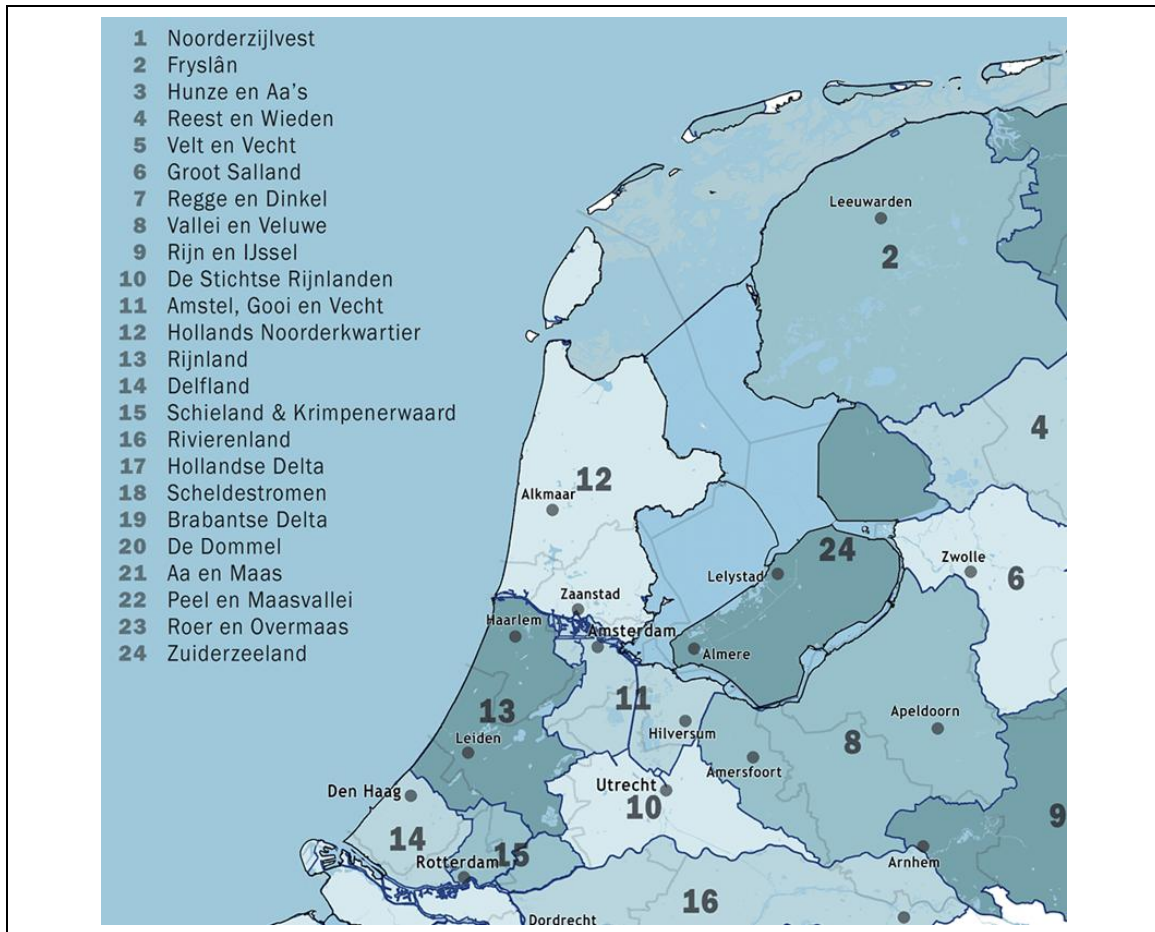 1 Noorderzijlvest
2 Fryslân
3 Hunze en Aa's
4 Reest en Wieden
5 Velt en Vecht
6 Groot Salland
7 Regge en Dinkel
8 Vallei en Veluwe
9 Rijn en IJssel
10 De Stichtse Rijnlanden
11 Amstel, Gooi en Vecht
12 Hollands Noorderkwartier
13 Rijnland
14 Delfland
15 Schieland & Krimpenerwaard
16 Rivierenland
17 Hollandse Delta
18 Scheldestromen
19 Brabantse Delta
20 De Dommel
21 Aa en Maas
22 Peel en Maasvallei
23 Roer en Overmaas
24 Zuiderzeeland
Leeuwarden
2
4
12
Alkmaar
24
Zwolle
Lelystad
6
Zaanstad
Haarlem
Amsterdam
Almere
11
13
Apeldoorn
Hilversum
Leiden
8
Amersfoort
Utrecht
Den Haag
10
9
14
15
Arnhem
Rotterdam
16
Dordrecht